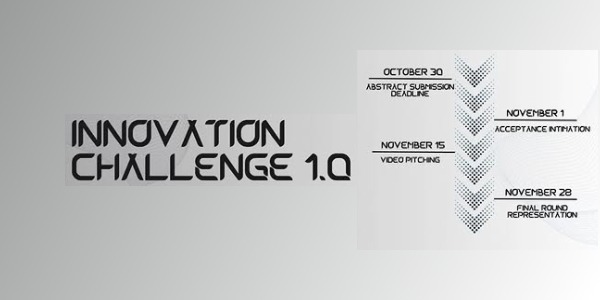 INNOVATION
CHALLENGE 1.0
OCTOBER 30
ABSTRACT SUBMISSION
DEADLINE
NOVEMBER 1
ACCEPTANCE INTIMATION
NOVEMBER 15
VIDEO PITCHING
NOVEMBER 28
FINAL ROUND
REPRESENTATION